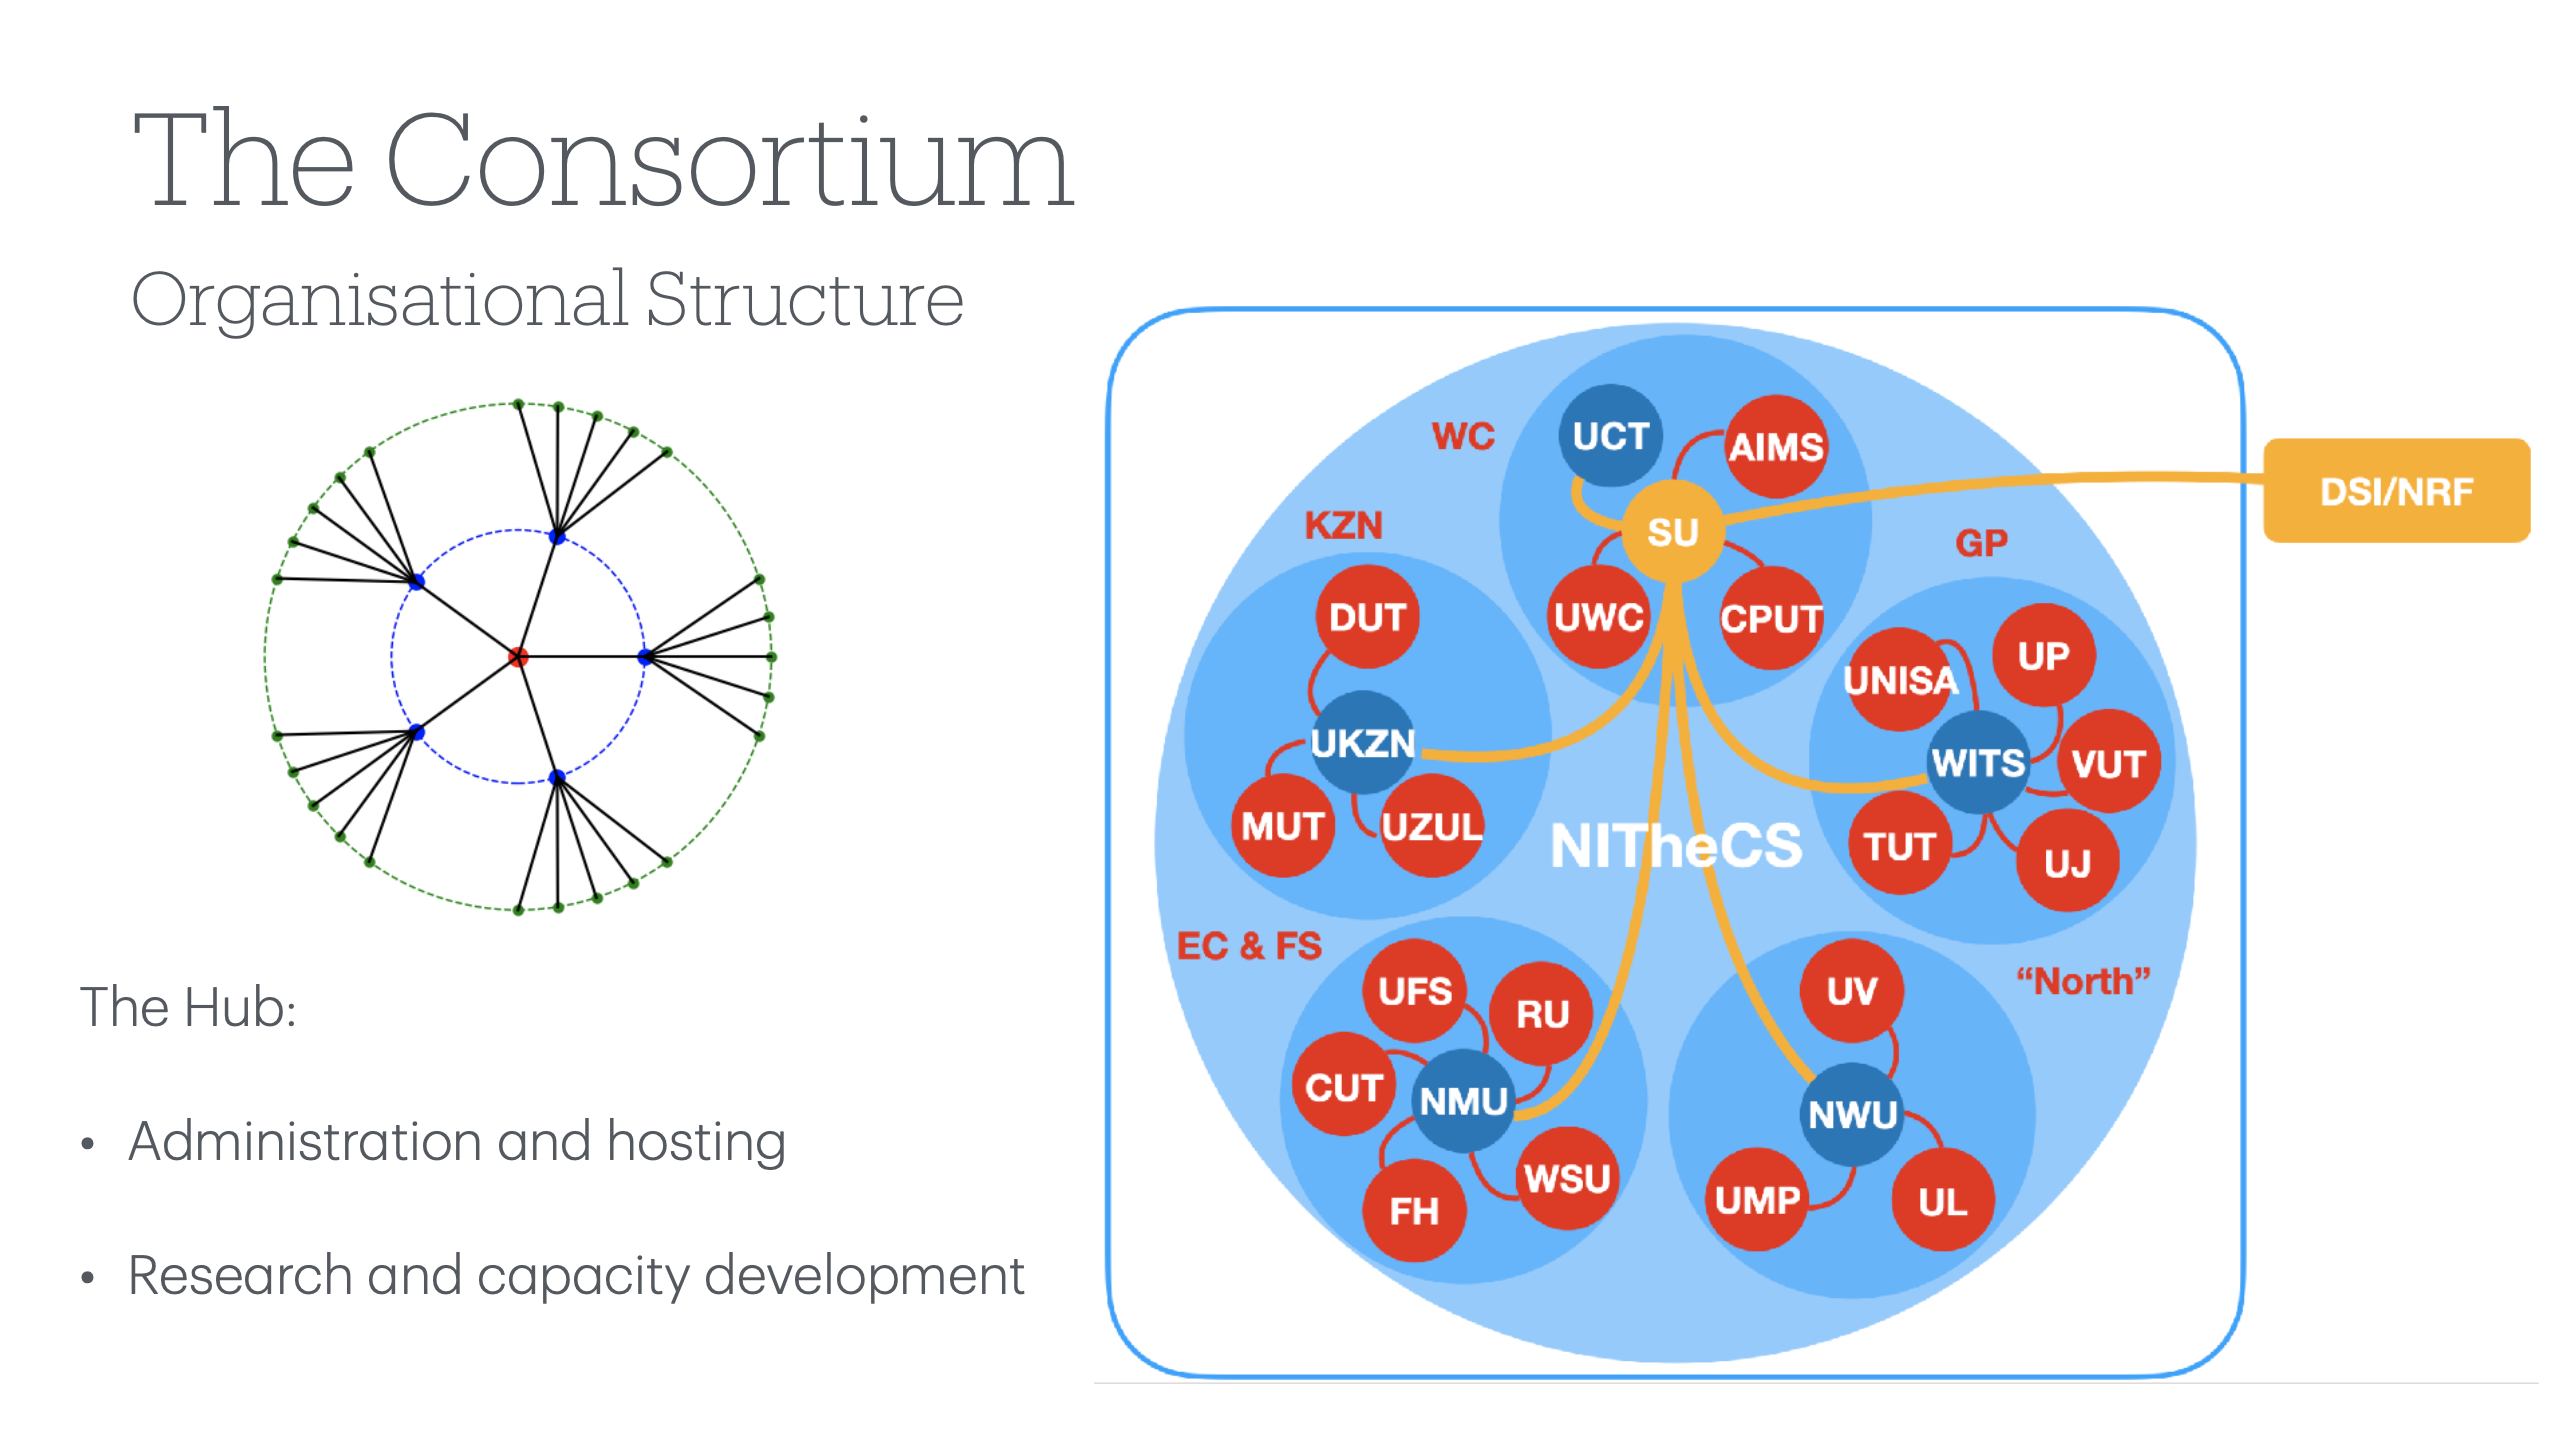 The Consortium
Organisational Structure
The Hub:
• Administration and hosting
• Research and capacity development
WC
UCT
AIMS
SU
UWC
CPUT
DSI/NRF
KZN
DUT
UKZN
MUT
UZUL
GP
UNISA
UP
WITS
VUT
TUT
UJ
NITheCS
EC & FS
UFS
RU
CUT
NMU
WSU
FH
“North”
UV
NWU
UMP
UL